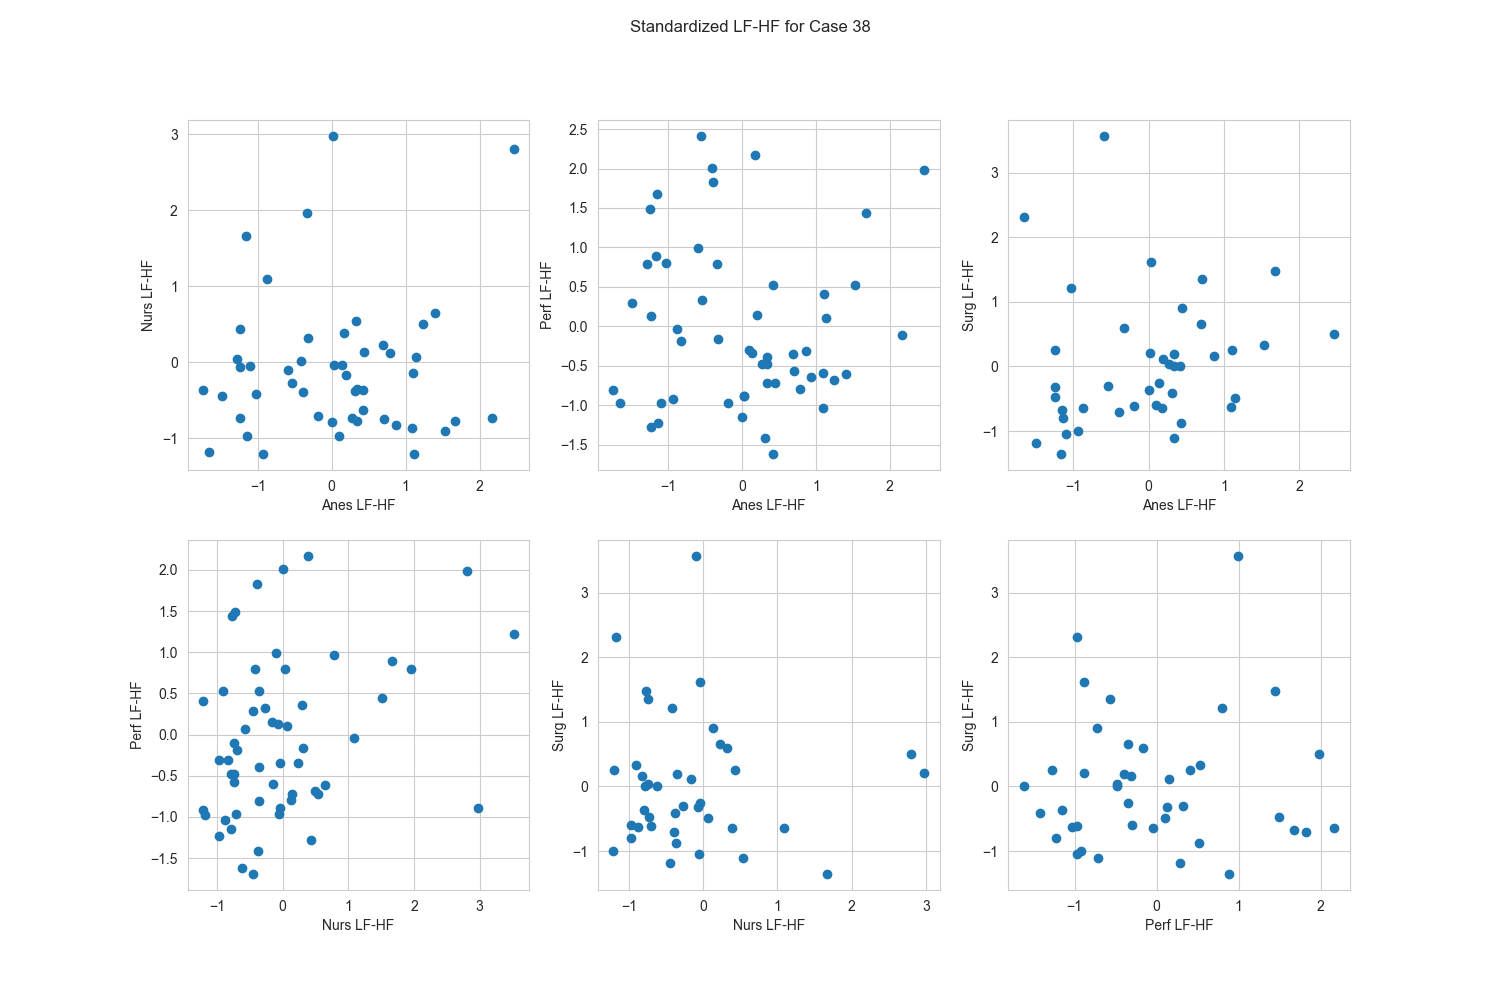 Standardized LF-HF for Case 38
3
2
1
0
−1
Nurs LF-HF
−1 0 1 2
Anes LF-HF
2.5
2.0
1.5
1.0
0.5
0.0
−0.5
−1.0
−1.5
Perf LF-HF
−1 0 1 2
Anes LF-HF
3
2
1
0
−1
Surg LF-HF
−1 0 1 2
Anes LF-HF
2.0
1.5
1.0
0.5
0.0
−0.5
−1.0
−1.5
Perf LF-HF
−1 0 1 2 3
Nurs LF-HF
3
2
1
0
−1
Surg LF-HF
−1 0 1 2 3
Nurs LF-HF
3
2
1
0
−1
Surg LF-HF
−1 0 1 2
Perf LF-HF